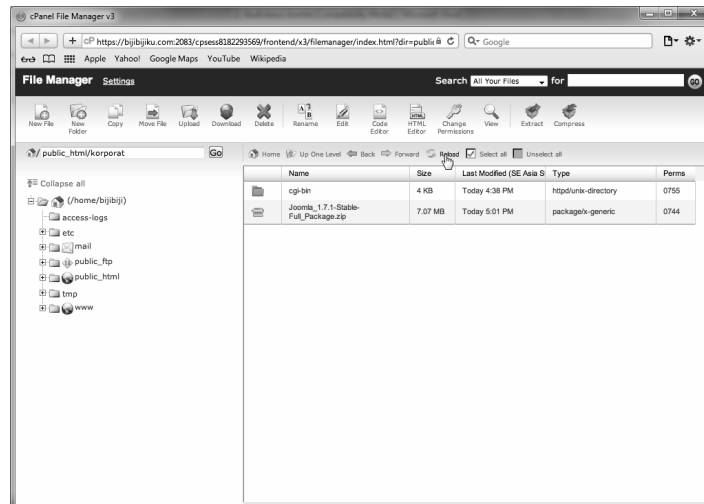 cPanel File Manager v3
cP https://bijibijiku.com:2083/cpsess8182293569/frontend/x3/filemanager/index.html?dir=public
Google
Apple Yahoo! Google Maps YouTube Wikipedia
File Manager Settings
Search All Your Files for GO
New File New Folder Copy Move File Upload Download Delete Rename Edit Code Editor HTML Editor Change Permissions View Extract Compress
/ public_html/korporat Go
Home Up One Level Back Forward Reload Select all Unselect all
Name Size Last Modified (SE Asia S Type Perms
cgi-bin 4 KB Today 4:38 PM httpd/unix-directory 0755
Joomla_1.7.1-Stable-Full_Package.zip 7.07 MB Today 5:01 PM package/x-generic 0744
Collapse all
(/home/bijibiji)
access-logs
etc
mail
public_ftp
public_html
tmp
www